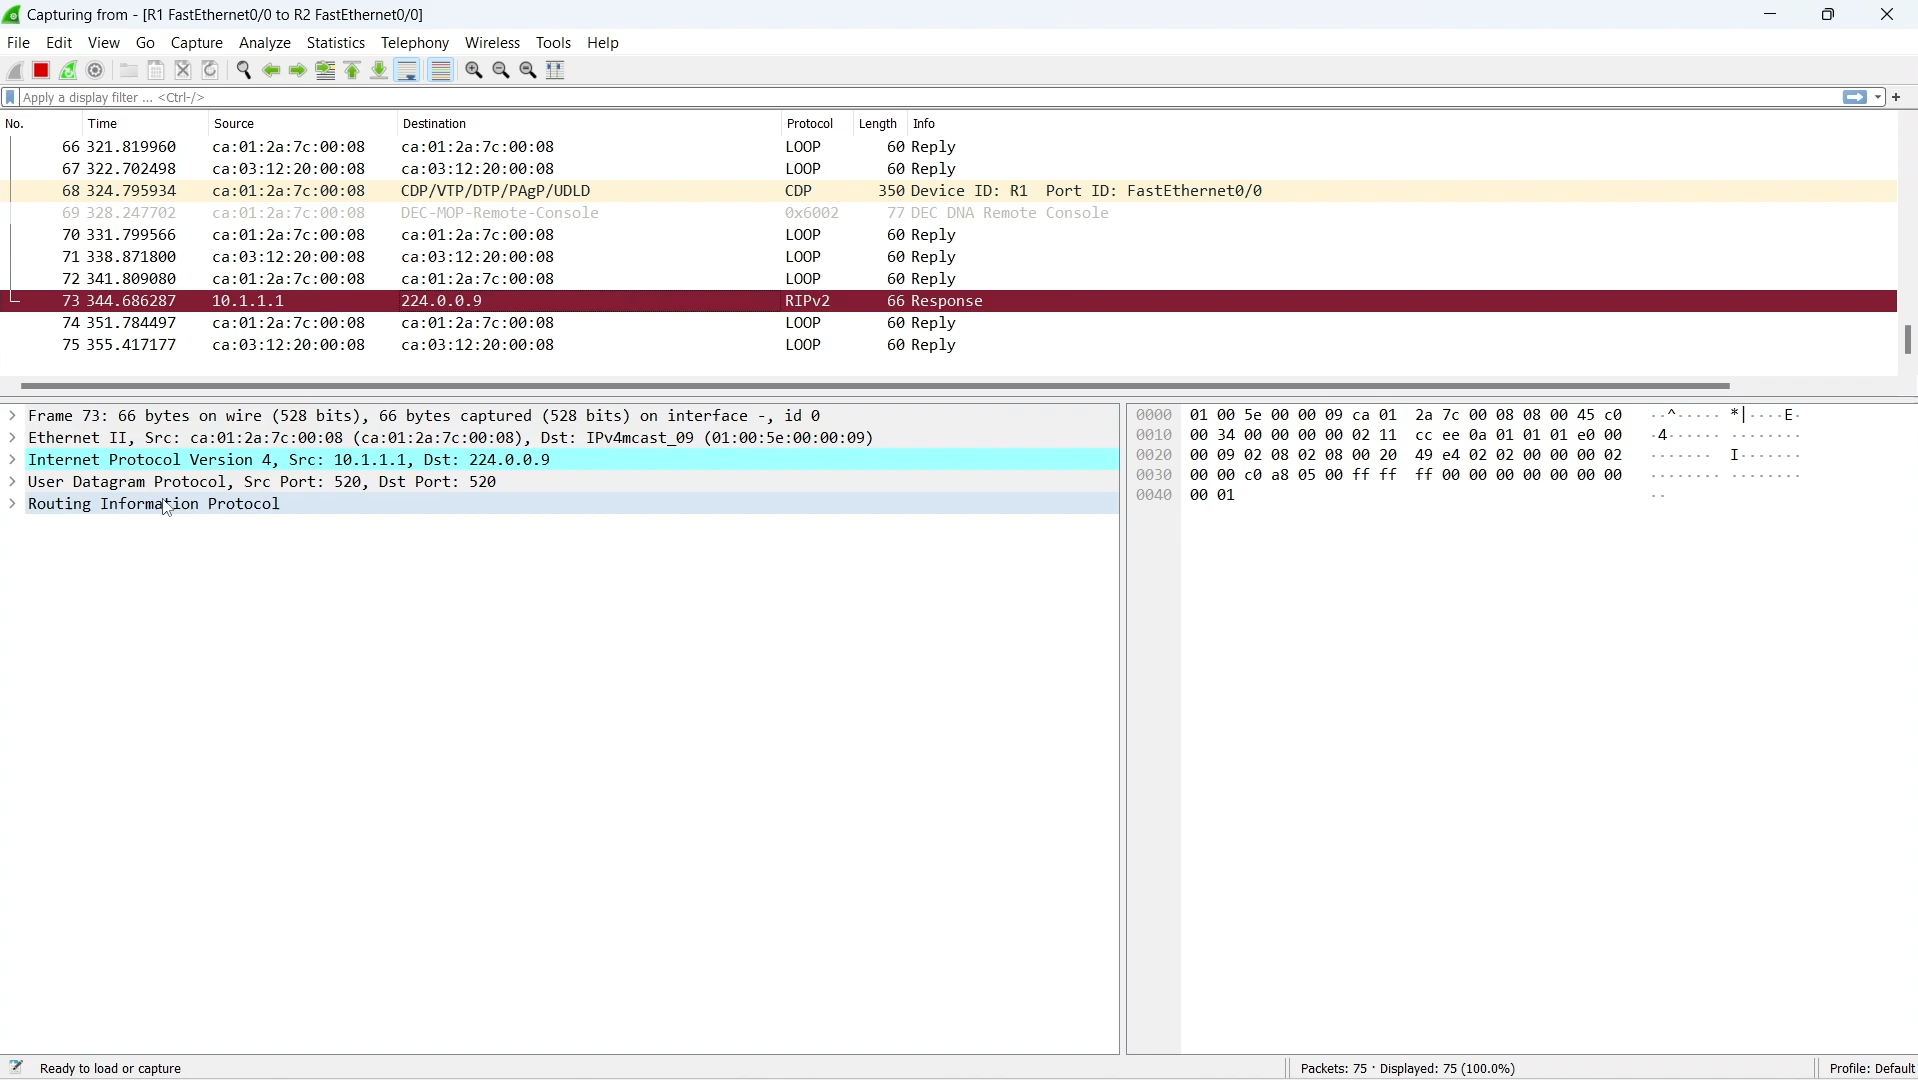 Capturing from - [R1 FastEthernet0/0 to R2 FastEthernet0/0]
File Edit View Go Capture Analyze Statistics Telephony Wireless Tools Help
Apply a display filter ... <Ctrl-/>
No. Time Source Destination Protocol Length Info
66 321.819960 ca:01:2a:7c:00:08 ca:01:2a:7c:00:08 LOOP 60 Reply
67 322.702498 ca:03:12:20:00:08 ca:03:12:20:00:08 LOOP 60 Reply
68 324.795934 ca:01:2a:7c:00:08 CDP/VTP/DTP/PAgP/UDLD CDP 350 Device ID: R1 Port ID: FastEthernet0/0
69 328.247702 ca:01:2a:7c:00:08 DEC-MOP-Remote-Console 0x6002 77 DEC DNA Remote Console
70 331.799566 ca:01:2a:7c:00:08 ca:01:2a:7c:00:08 LOOP 60 Reply
71 338.871800 ca:03:12:20:00:08 ca:03:12:20:00:08 LOOP 60 Reply
72 341.809080 ca:01:2a:7c:00:08 ca:01:2a:7c:00:08 LOOP 60 Reply
73 344.686287 10.1.1.1 224.0.0.9 RIPv2 66 Response
74 351.784497 ca:01:2a:7c:00:08 ca:01:2a:7c:00:08 LOOP 60 Reply
75 355.417177 ca:03:12:20:00:08 ca:03:12:20:00:08 LOOP 60 Reply
Frame 73: 66 bytes on wire (528 bits), 66 bytes captured (528 bits) on interface -, id 0
Ethernet II, Src: ca:01:2a:7c:00:08 (ca:01:2a:7c:00:08), Dst: IPv4mcast_09 (01:00:5e:00:00:09)
Internet Protocol Version 4, Src: 10.1.1.1, Dst: 224.0.0.9
User Datagram Protocol, Src Port: 520, Dst Port: 520
Routing Information Protocol
0000 01 00 5e 00 00 09 ca 01 2a 7c 00 08 08 00 45 c0 ··^····· *|····E·
0010 00 34 00 00 00 00 02 11 cc ee 0a 01 01 01 e0 00 ·4······ ········
0020 00 09 02 08 02 08 00 20 49 e4 02 02 00 00 00 02 ······· I·······
0030 00 00 c0 a8 05 00 ff ff ff 00 00 00 00 00 00 00 ········ ········
0040 00 01 ··
Ready to load or capture
Packets: 75 · Displayed: 75 (100.0%)
Profile: Default